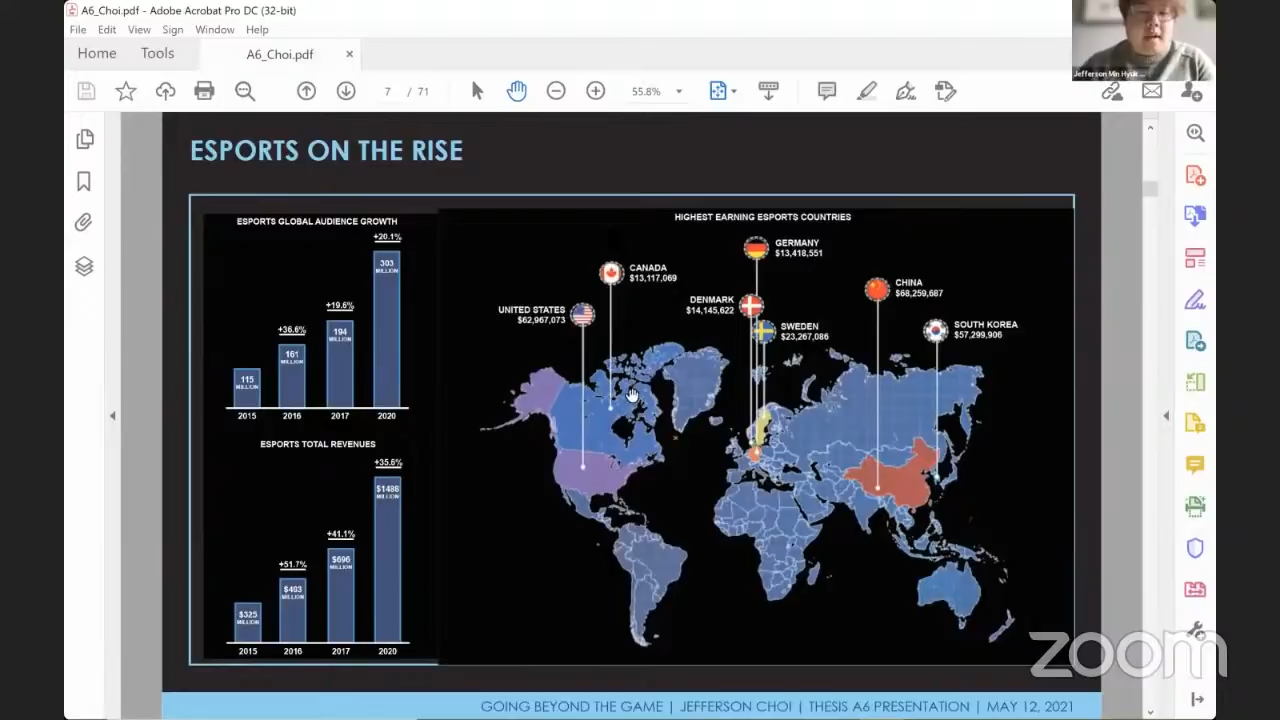 A6_Choi.pdf - Adobe Acrobat Pro DC (32-bit)
File Edit View Sign Window Help
Home Tools A6_Choi.pdf ×
7 / 71 55.8%
Jefferson Min Hyuk ...
ESPORTS ON THE RISE
ESPORTS GLOBAL AUDIENCE GROWTH
+20.1%
303
MILLION
+19.6%
194
MILLION
+36.6%
161
MILLION
115
MILLION
2015 2016 2017 2020
ESPORTS TOTAL REVENUES
+35.6%
$1488
MILLION
+41.1%
$696
MILLION
+51.7%
$493
MILLION
$325
MILLION
2015 2016 2017 2020
HIGHEST EARNING ESPORTS COUNTRIES
GERMANY
$13,418,551
CANADA
$13,117,069
CHINA
$68,259,687
DENMARK
$14,145,622
UNITED STATES
$62,967,073
SWEDEN
$23,267,086
SOUTH KOREA
$57,299,906
zoom
GOING BEYOND THE GAME | JEFFERSON CHOI | THESIS A6 PRESENTATION | MAY 12, 2021